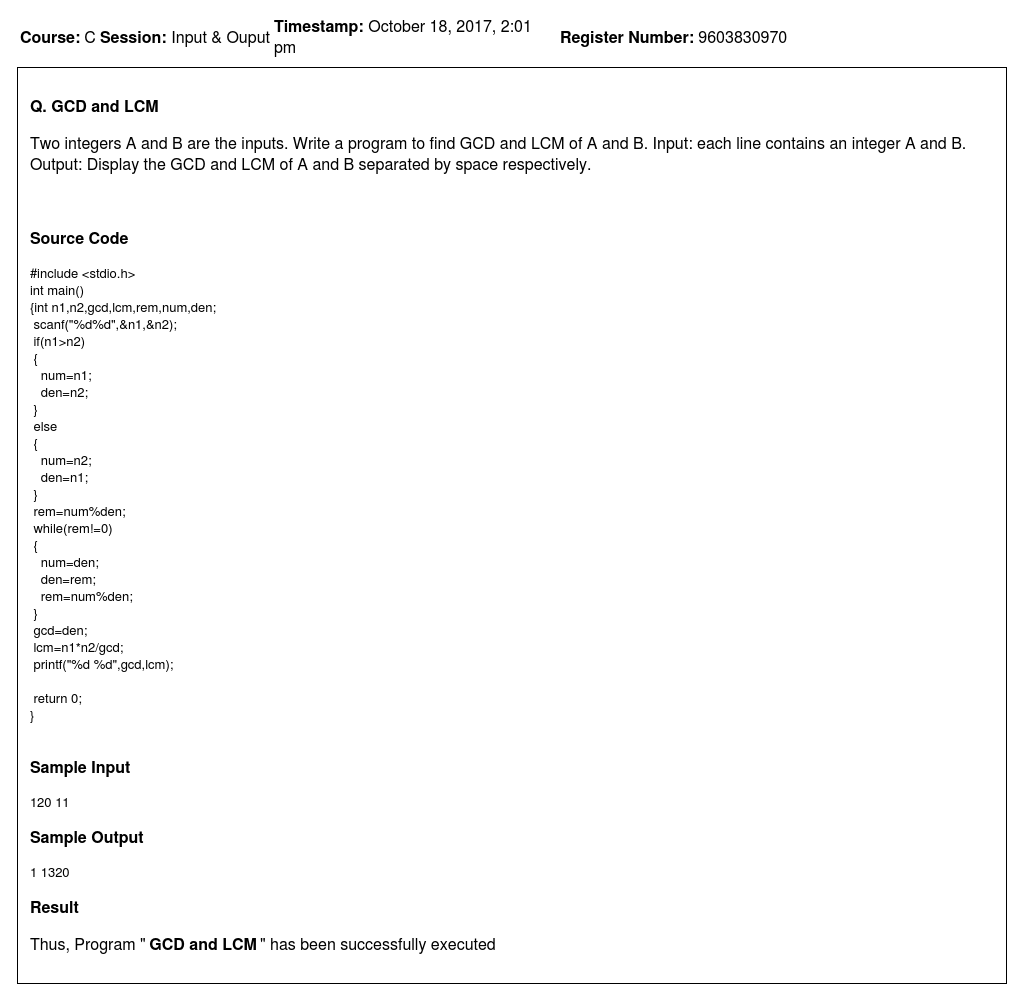 Course: C Session: Input & Ouput Timestamp: October 18, 2017, 2:01 pm Register Number: 9603830970
Q. GCD and LCM
Two integers A and B are the inputs. Write a program to find GCD and LCM of A and B. Input: each line contains an integer A and B.
Output: Display the GCD and LCM of A and B separated by space respectively.
Source Code
#include <stdio.h>
int main()
{int n1,n2,gcd,lcm,rem,num,den;
 scanf("%d%d",&n1,&n2);
 if(n1>n2)
 {
   num=n1;
   den=n2;
 }
 else
 {
   num=n2;
   den=n1;
 }
 rem=num%den;
 while(rem!=0)
 {
   num=den;
   den=rem;
   rem=num%den;
 }
 gcd=den;
 lcm=n1*n2/gcd;
 printf("%d %d",gcd,lcm);
 return 0;
}
Sample Input
120 11
Sample Output
1 1320
Result
Thus, Program " GCD and LCM " has been successfully executed